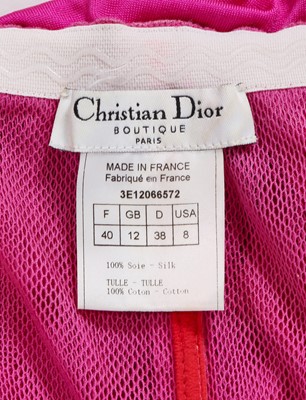 Christian Dior
BOUTIQUE
PARIS
MADE IN FRANCE
Fabriqué en France
3E12066572
F GB D USA
40 12 38 8
100% Soie - Silk
TULLE - TULLE
100% Coton - Cotton